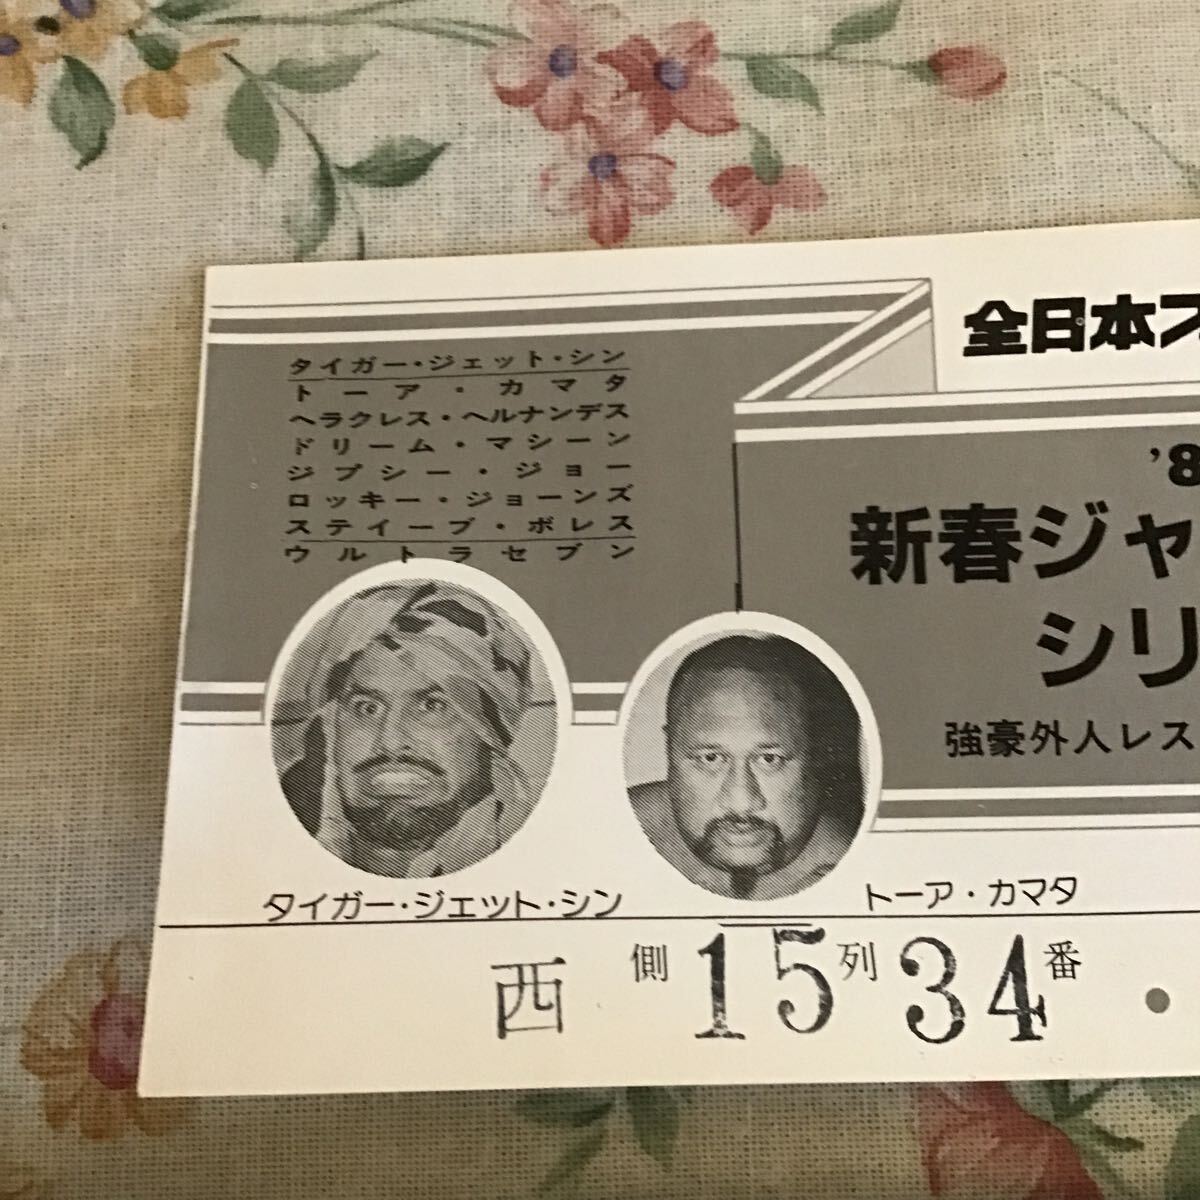 タイガー・ジェット・シン
トーア・カマタ
ヘラクレス・ヘルナンデス
ドリーム・マシーン
ジプシー・ジョー
ロッキー・ジョーンズ
スティーブ・ボレス
ウルトラセブン
全日本プ
'8
新春ジャ
シリ
強豪外人レス
タイガー・ジェット・シン
トーア・カマタ
西側15列34番・